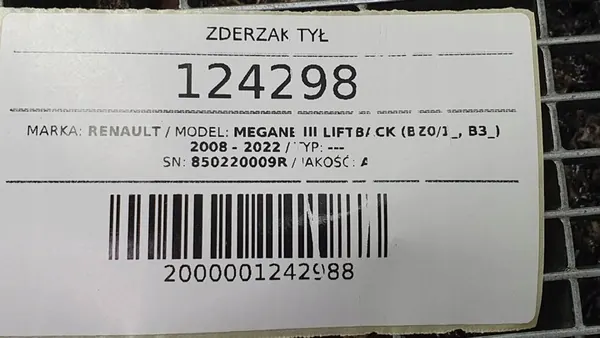 ZDERZAK TYŁ
124298
MARKA: RENAULT / MODEL: MEGANE III LIFTBACK (BZ0/1_, B3_)
2008 - 2022 / TYP: ---
SN: 850220009R / JAKOŚĆ: A
2000001242988